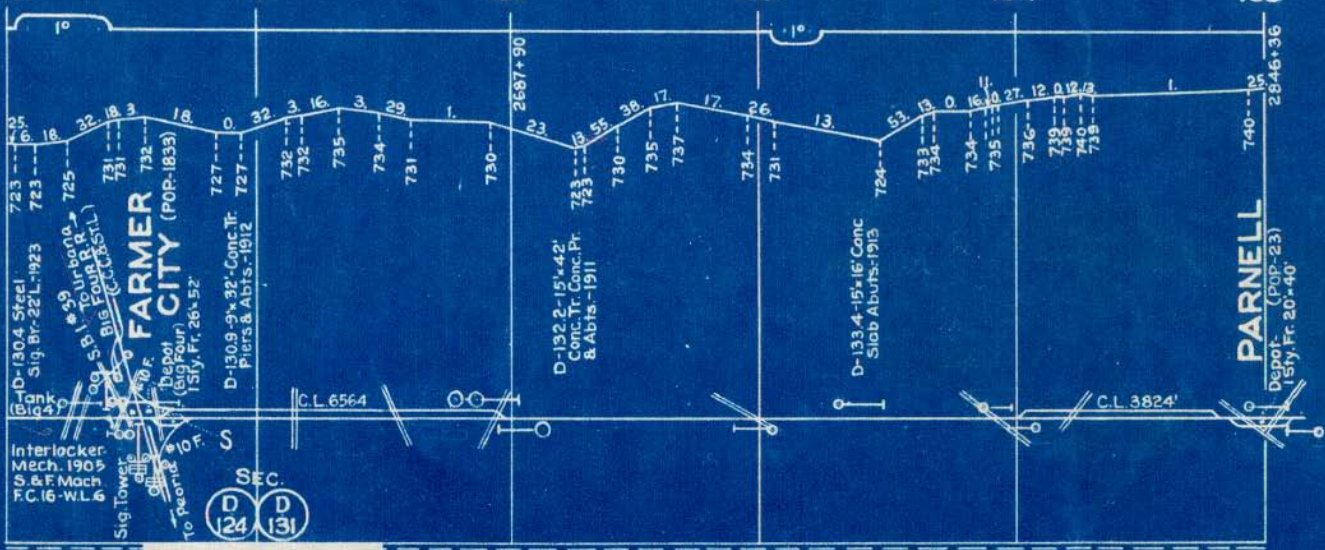 1°
1°
2687+90
2846+36
25.
6.
18.
32.
18.
3.
18.
0.
32.
3.
16.
3.
29.
1.
23.
13.
55.
38.
17.
17.
26.
13.
53.
13.
0.
16.
11.
0.
27.
12.
0.
12.
13.
1.
25.
723
723
725
731
731
732
727
727
732
732
735
734
731
730
723
723
730
735
737
734
731
724
733
734
734
735
736
739
739
740
739
740
D-130.4 Steel
Sig. Br.-22'L.-1923
S.B.I. #39
To Urbana
BIG FOUR R.R.
(C.C.C.&ST.L)
FARMER
CITY (POP-1833)
Depot
(Big Four)
1 Sty. Fr. 26'x52'
D-130.9-9'x32'-Conc.Tr.
Piers & Abts.-1912
D-132.2-15'x42'
Conc.Tr. Conc.Pr.
& Abts.-1911
D-133.4-15'x16' Conc
Slab Abuts.-1913
PARNELL
(POP-23)
Depot-
1 Sty. Fr. 20'x40'
Tank
(Big 4)
#10 F.
C.L. 6564
C.L. 3824'
Interlocker
Mech. 1905
S.&F. Mach
F.C.16-W.L.6
Sig. Tower
#10 F.
To Peoria
S
SEC.
D
124
D
131